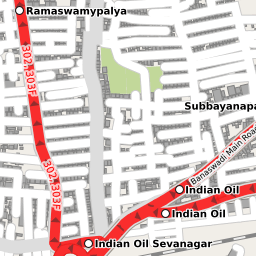 Ramaswamypalya
302,303F
Subbayanapa
Banaswadi Main Road
302,303F
Indian Oil
Indian Oil
Indian Oil Sevanagar